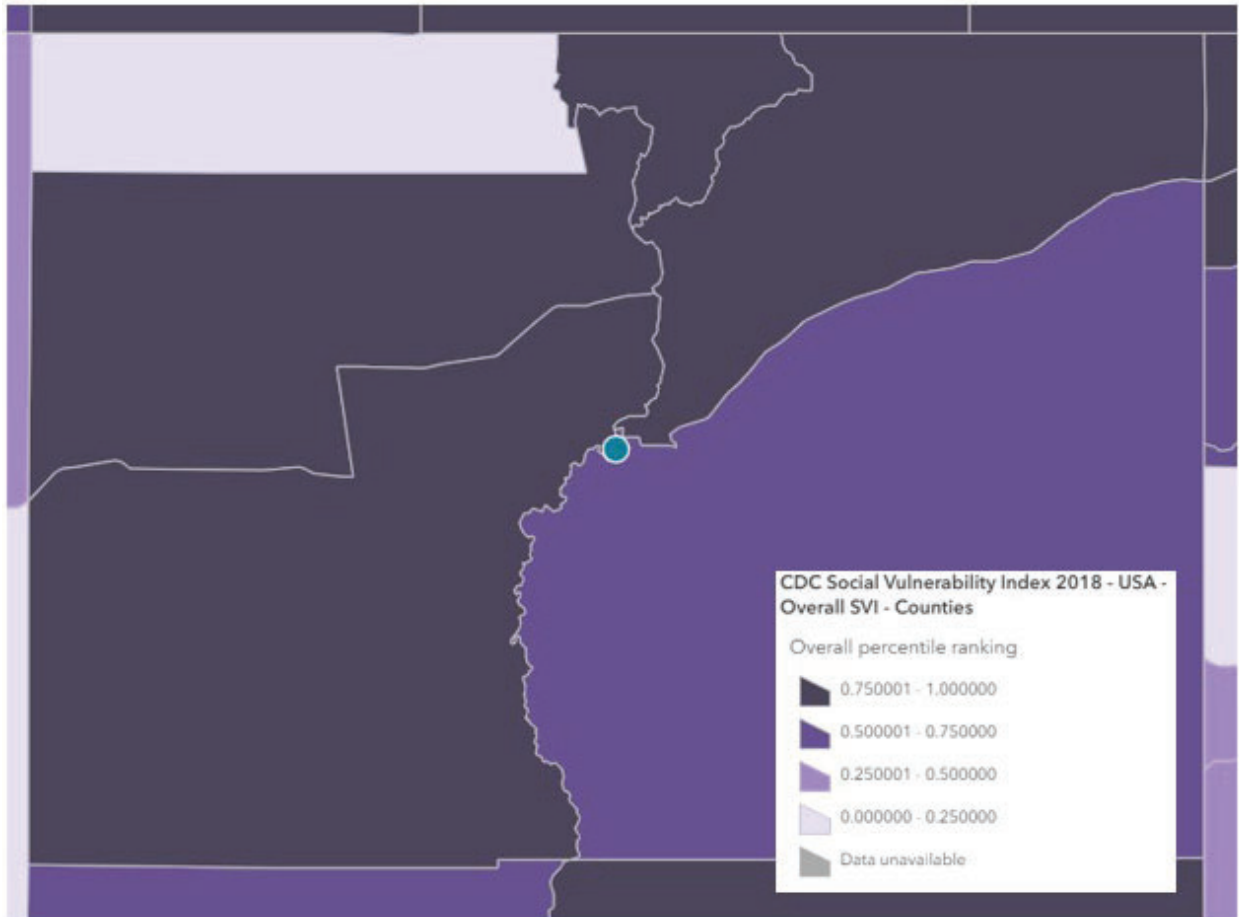 CDC Social Vulnerability Index 2018 - USA -
Overall SVI - Counties
Overall percentile ranking
0.750001 - 1.000000
0.500001 - 0.750000
0.250001 - 0.500000
0.000000 - 0.250000
Data unavailable